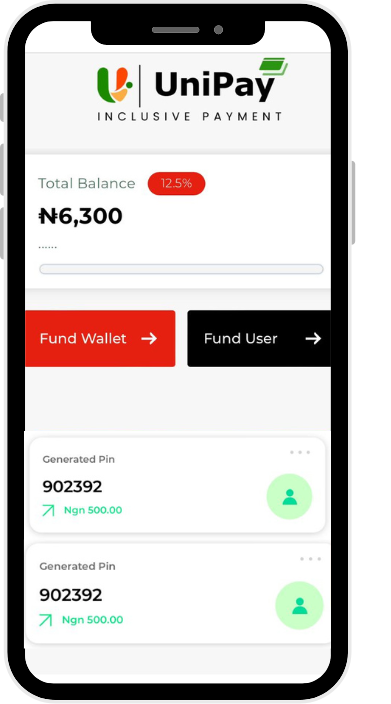 UniPay
INCLUSIVE PAYMENT
Total Balance 12.5%
₦6,300
......
Fund Wallet Fund User
Generated Pin
902392
Ngn 500.00
Generated Pin
902392
Ngn 500.00